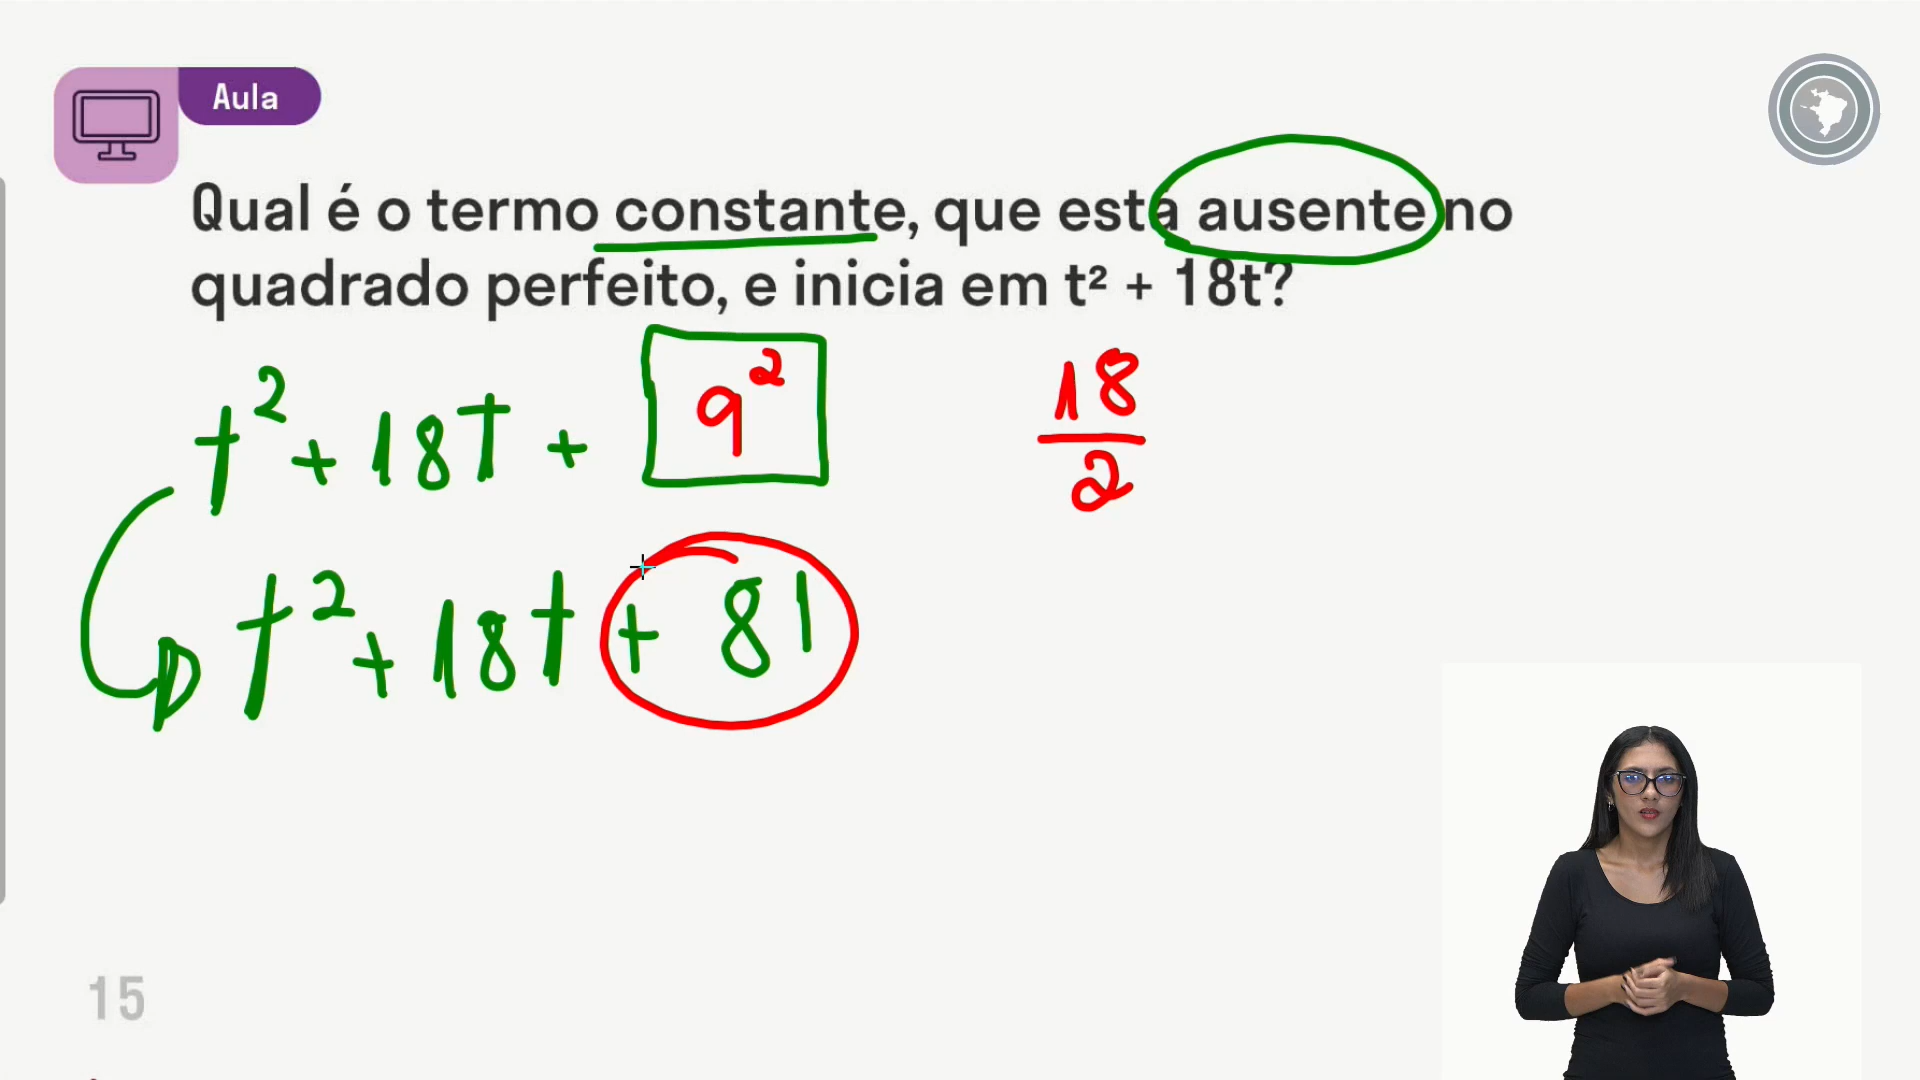 Aula
Qual é o termo constante, que está ausente no
quadrado perfeito, e inicia em t² + 18t?
t² + 18t + 9²
18
2
t² + 18t + 81
15